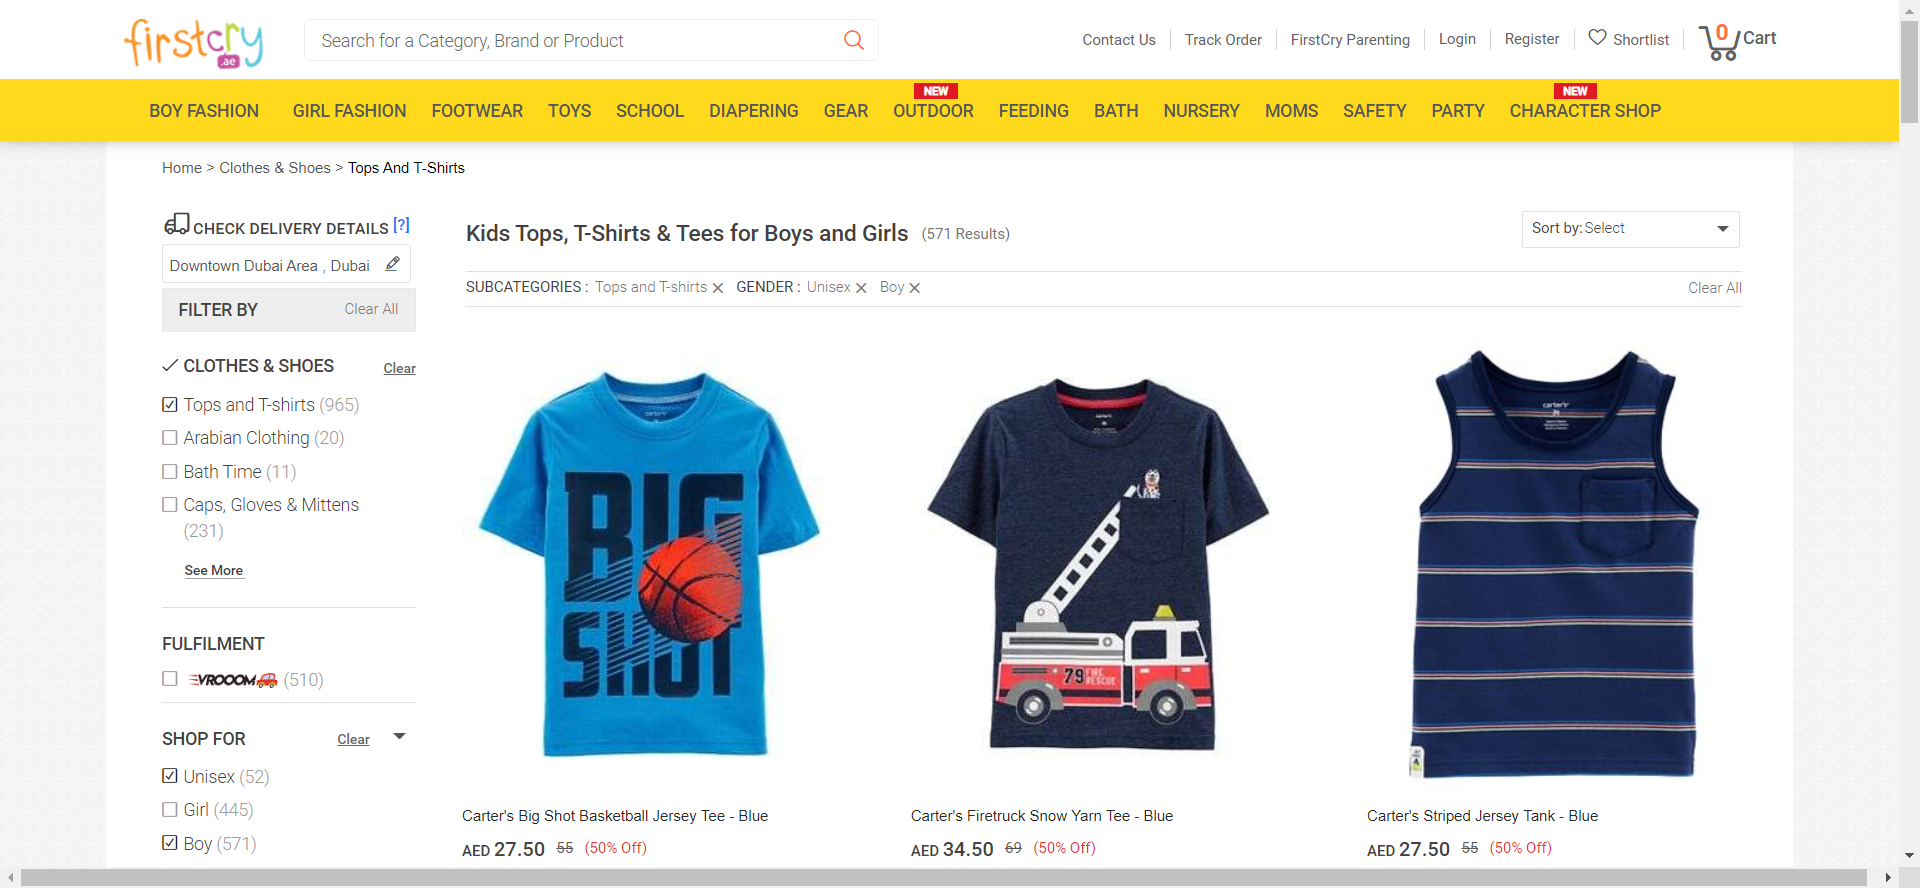 firstcry
.ae
Search for a Category, Brand or Product
Contact Us
Track Order
FirstCry Parenting
Login
Register
Shortlist
0
Cart
BOY FASHION
GIRL FASHION
FOOTWEAR
TOYS
SCHOOL
DIAPERING
GEAR
NEW
OUTDOOR
FEEDING
BATH
NURSERY
MOMS
SAFETY
PARTY
NEW
CHARACTER SHOP
Home > Clothes & Shoes > Tops And T-Shirts
CHECK DELIVERY DETAILS [?]
Downtown Dubai Area , Dubai
FILTER BY
Clear All
CLOTHES & SHOES
Clear
Tops and T-shirts (965)
Arabian Clothing (20)
Bath Time (11)
Caps, Gloves & Mittens
(231)
See More
FULFILMENT
VROOOM (510)
SHOP FOR
Clear
Unisex (52)
Girl (445)
Boy (571)
Kids Tops, T-Shirts & Tees for Boys and Girls (571 Results)
Sort by: Select
SUBCATEGORIES : Tops and T-shirts GENDER : Unisex Boy
Clear All
carter's
BIG
SHOT
Carter's Big Shot Basketball Jersey Tee - Blue
AED 27.50 55 (50% Off)
carter's
79 FIRE
RESCUE
Carter's Firetruck Snow Yarn Tee - Blue
AED 34.50 69 (50% Off)
carter's
Carter's Striped Jersey Tank - Blue
AED 27.50 55 (50% Off)